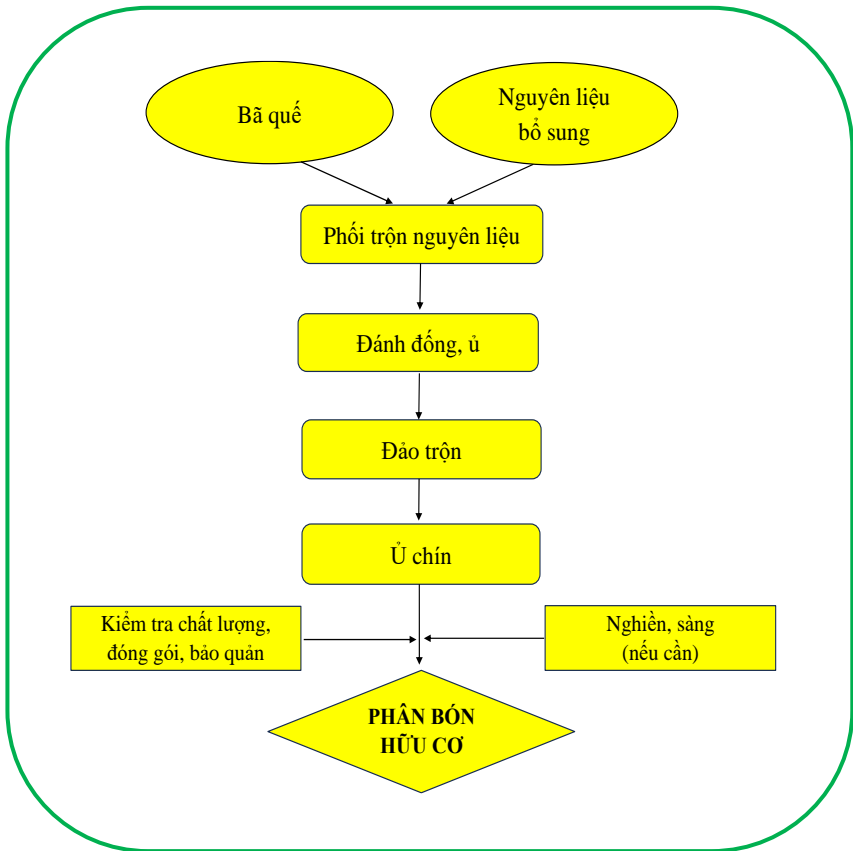 Bã quế
Nguyên liệu
bổ sung
Phối trộn nguyên liệu
Đánh đống, ủ
Đảo trộn
Ủ chín
Kiểm tra chất lượng,
đóng gói, bảo quản
Nghiền, sàng
(nếu cần)
PHÂN BÓN
HỮU CƠ